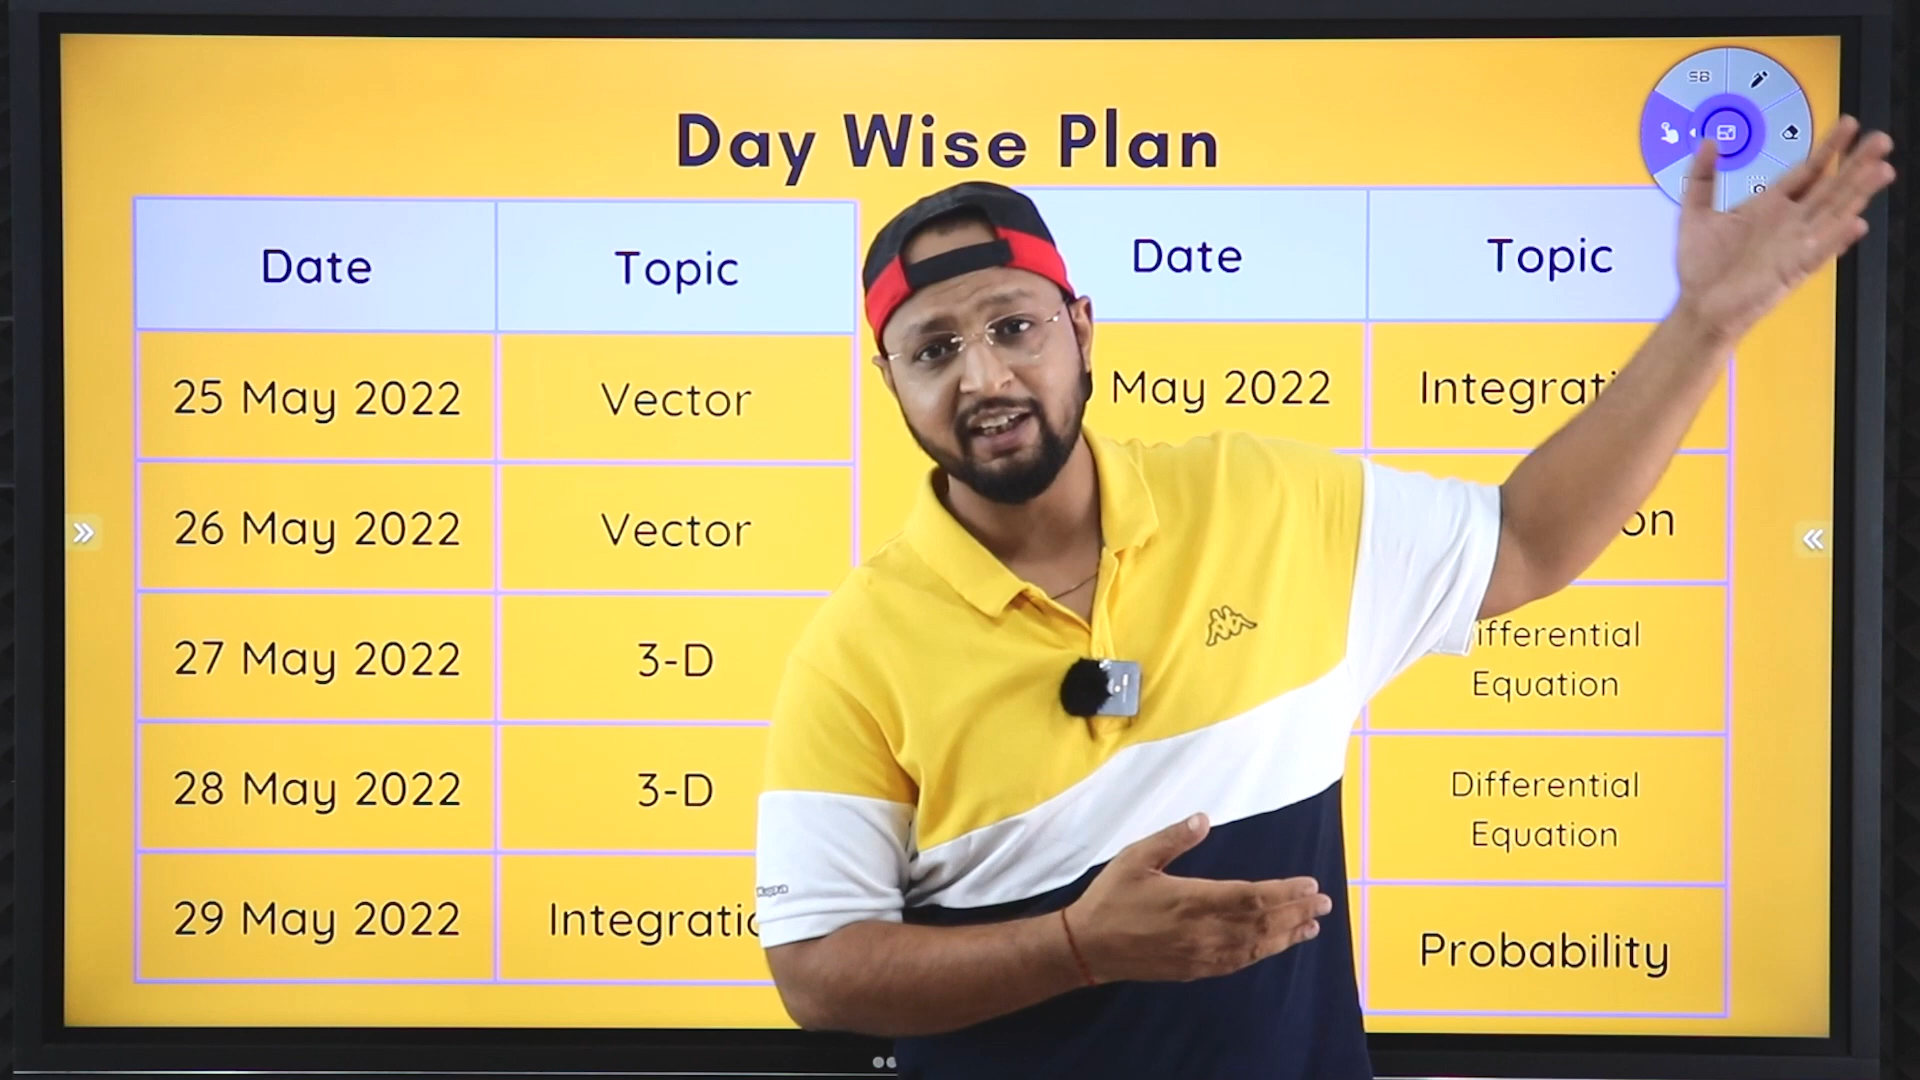 Day Wise Plan
Date Topic
25 May 2022 Vector
26 May 2022 Vector
27 May 2022 3-D
28 May 2022 3-D
29 May 2022
Date Topic
May 2022
Differential
Equation
Probability
SB
Kappa